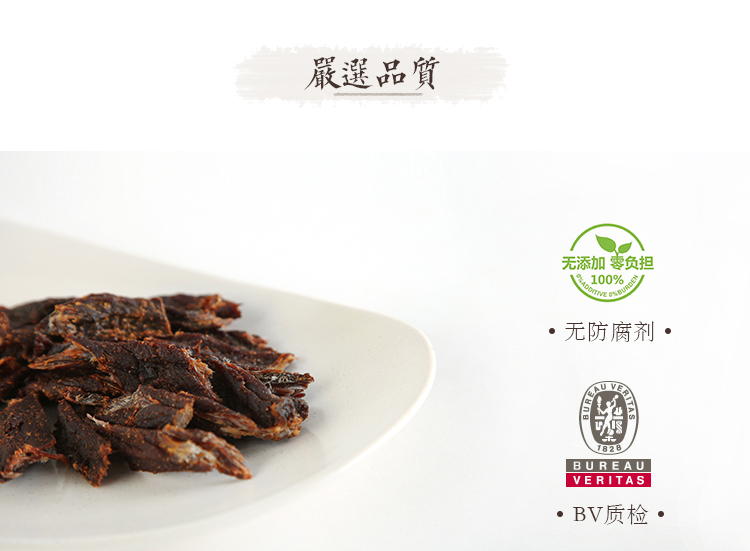 嚴選品質
无添加 零负担
100%
0%ADDITIVE 0%BURDEN
• 无防腐剂 •
BUREAU VERITAS
1828
BUREAU
VERITAS
• BV质检 •